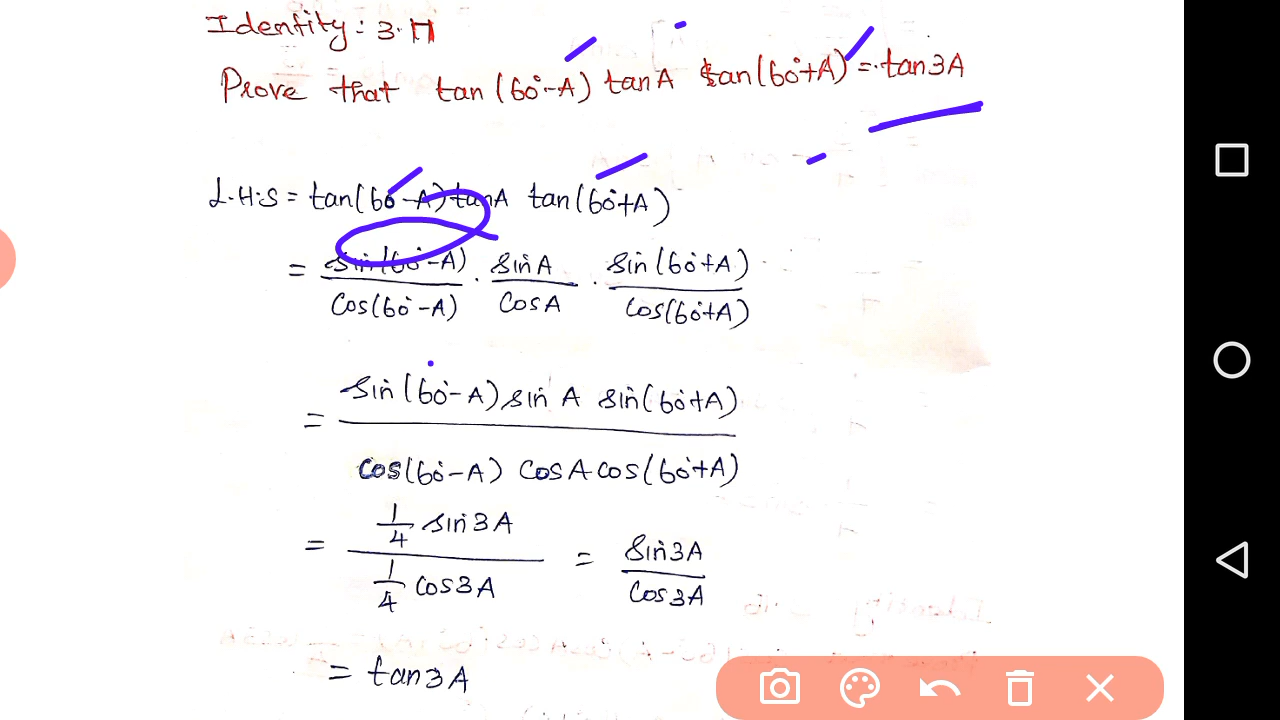 Identity: 3.17
Prove that tan(60°-A) tanA tan(60°+A) = tan3A
L.H.S = tan(60°-A) tanA tan(60°+A)
= sin(60°-A)/cos(60°-A) · sinA/cosA · sin(60°+A)/cos(60°+A)
= sin(60°-A) sin A sin(60°+A)
cos(60°-A) cosA cos(60°+A)
= 1/4 sin3A / 1/4 cos3A = sin3A/cos3A
= tan3A